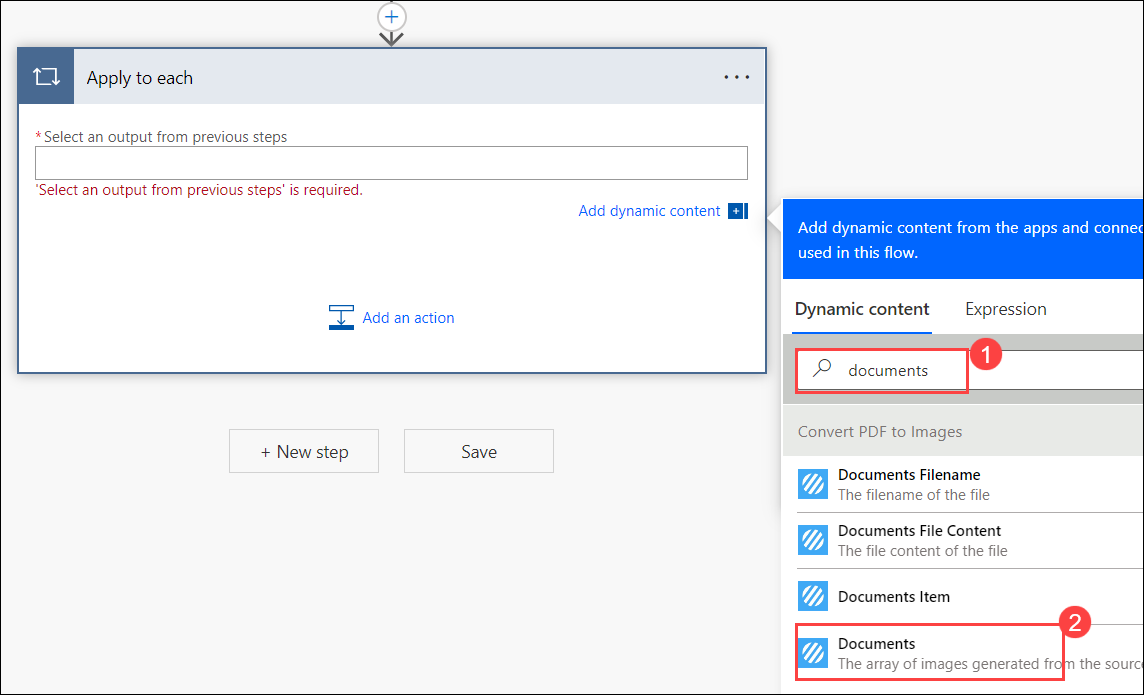 Apply to each
* Select an output from previous steps
'Select an output from previous steps' is required.
Add dynamic content
Add an action
+ New step
Save
Add dynamic content from the apps and connec
used in this flow.
Dynamic content Expression
documents
1
Convert PDF to Images
Documents Filename
The filename of the file
Documents File Content
The file content of the file
Documents Item
2
Documents
The array of images generated from the source